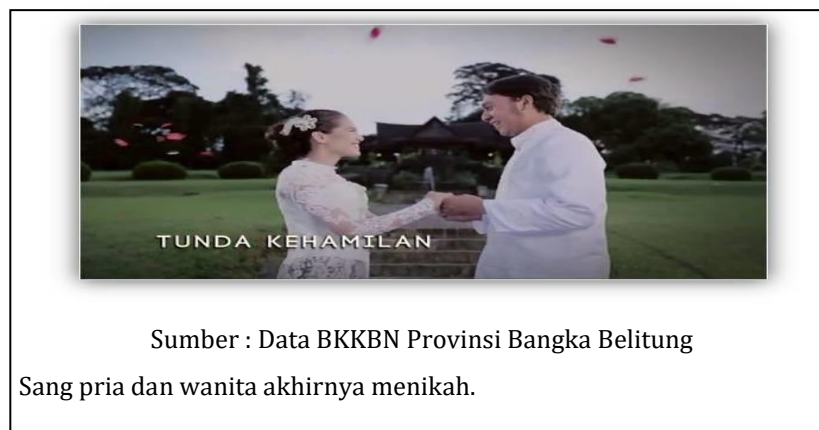 TUNDA KEHAMILAN
Sumber : Data BKKBN Provinsi Bangka Belitung
Sang pria dan wanita akhirnya menikah.